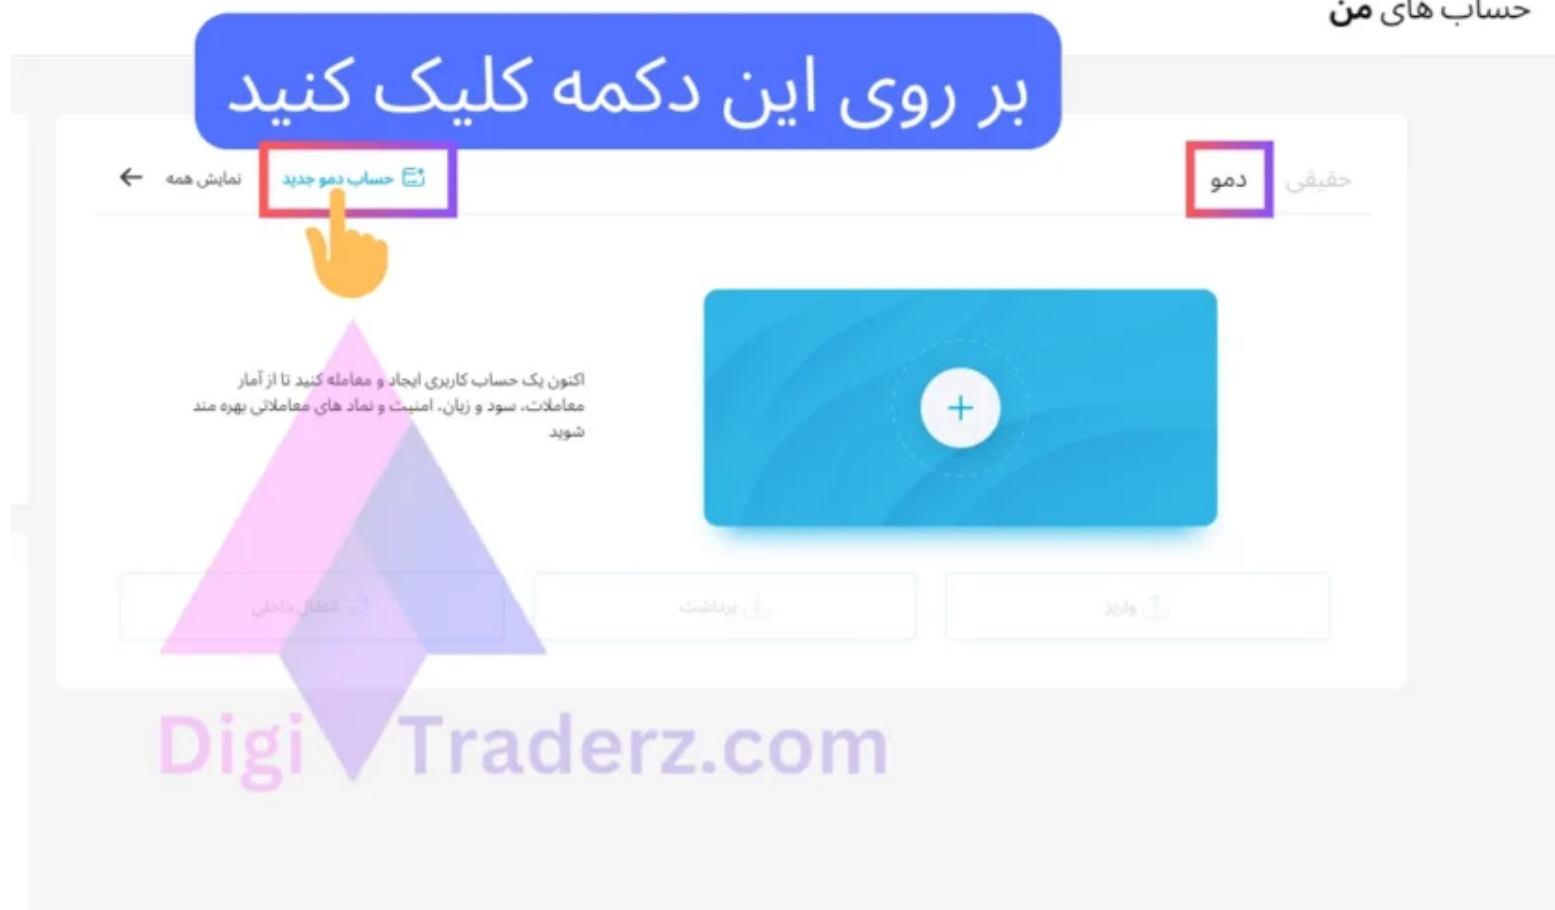 حساب های من
بر روی این دکمه کلیک کنید
حقیقی
دمو
حساب دمو جدید
نمایش همه
اکنون یک حساب کاربری ایجاد و معامله کنید تا از آمار
معاملات، سود و زیان، امنیت و نماد های معاملاتی بهره مند
شوید
واریز
برداشت
انتقال داخلی
Digi Traderz.com